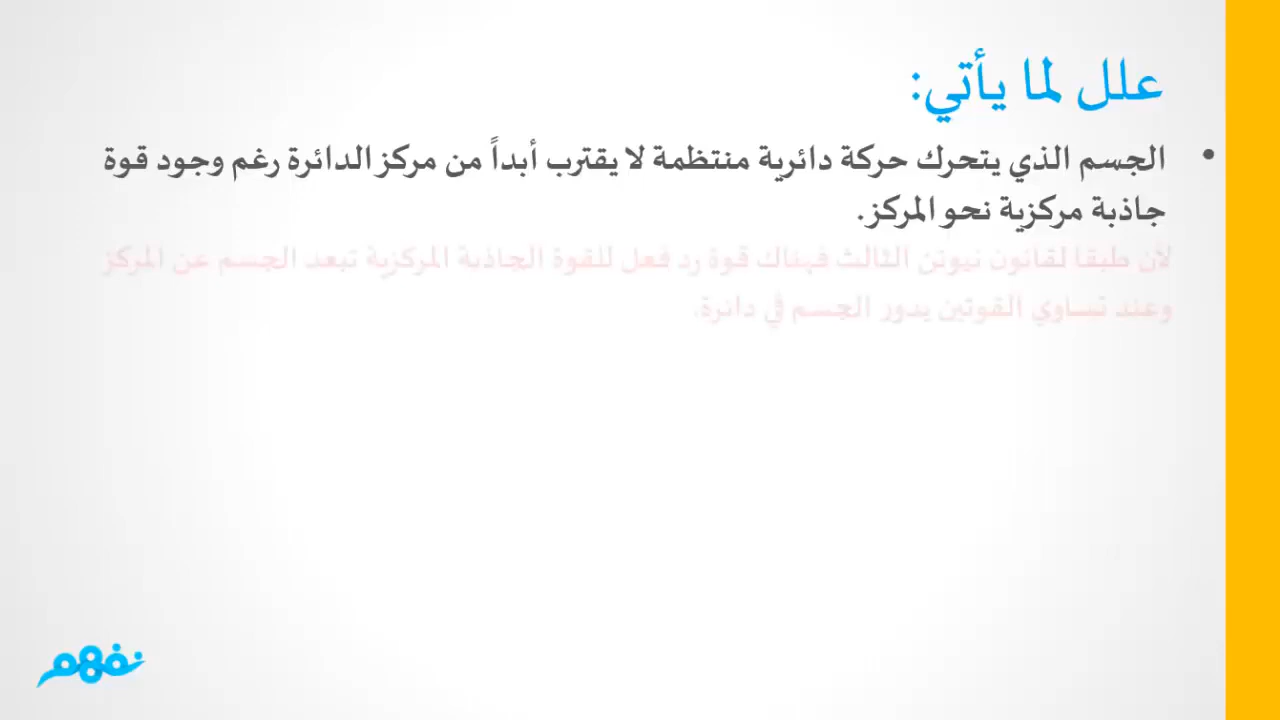 علل لما يأتي:
• الجسم الذي يتحرك حركة دائرية منتظمة لا يقترب أبداً من مركز الدائرة رغم وجود قوة
جاذبة مركزية نحو المركز.
لأن طبقا لقانون نيوتن الثالث فهناك قوة رد فعل للقوة الجاذبة المركزية تبعد الجسم عن المركز
وعند تساوي القوتين يدور الجسم في دائرة.
نفهم